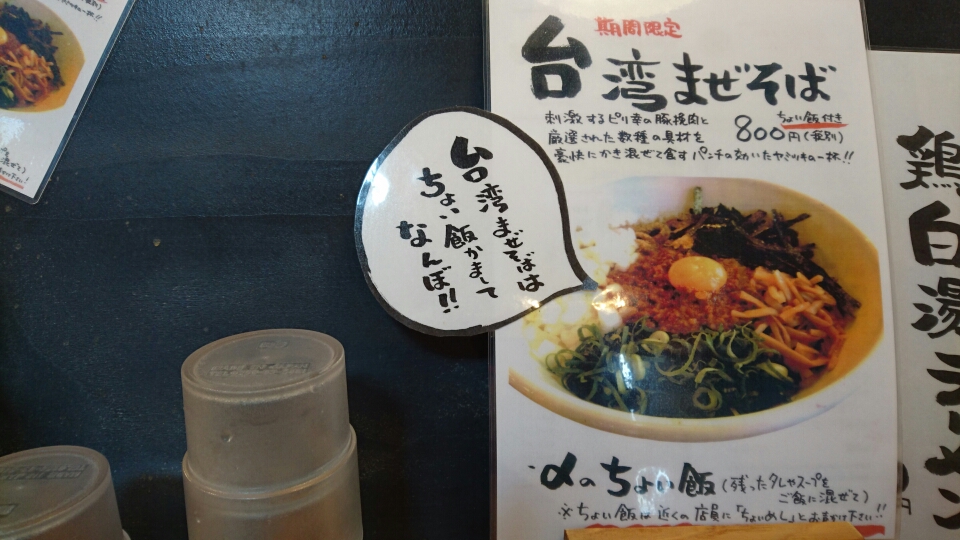 期間限定
台湾まぜそば
刺激するピリ辛の豚挽肉と
厳選された数種の具材を
豪快にかき混ぜて食すパンチの効いたヤミツキの一杯!!
ちょい飯付き
800円(税別)
台湾まぜそばは
ちょい飯かまして
なんぼ!!
〆のちょい飯
(残ったタレやスープを
ご飯に混ぜて)
※ちょい飯は近くの店員に「ちょいめし」とお声かけ下さい!!
鶏白湯ラーメン